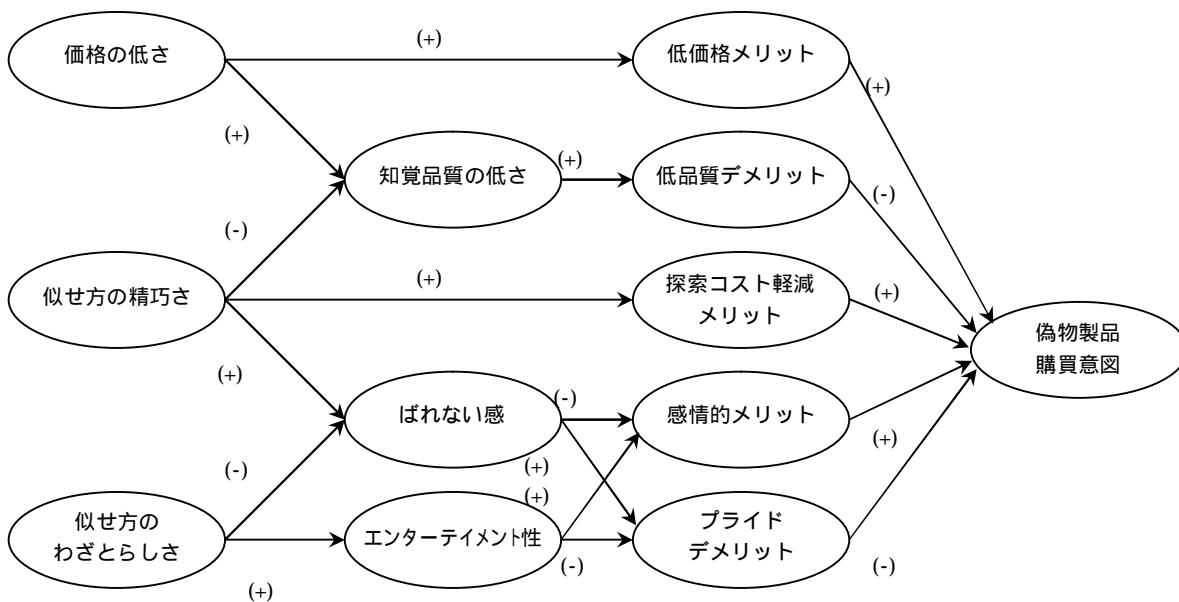 価格の低さ
(+)
低価格メリット
(+)
(+)
知覚品質の低さ
(+)
低品質デメリット
(-)
(-)
似せ方の精巧さ
(+)
探索コスト軽減
メリット
(+)
偽物製品
購買意図
(+)
ばれない感
(-)
感情的メリット
(+)
(-)
(+)
(+)
似せ方の
わざとらしさ
(+)
エンターテイメント性
(-)
プライド
デメリット
(-)